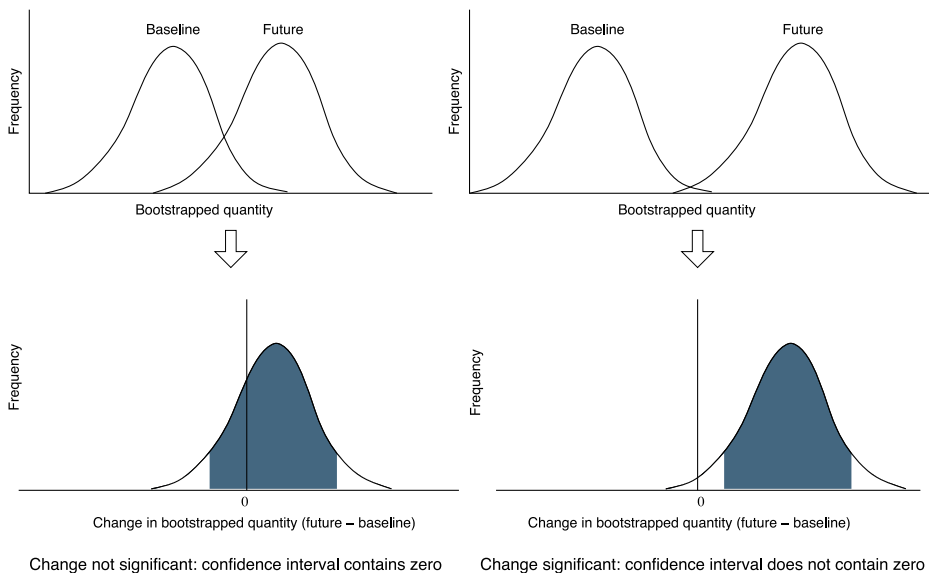 Baseline
Future
Frequency
Bootstrapped quantity
Baseline
Future
Frequency
Bootstrapped quantity
Frequency
0
Change in bootstrapped quantity (future – baseline)
Change not significant: confidence interval contains zero
Frequency
0
Change in bootstrapped quantity (future – baseline)
Change significant: confidence interval does not contain zero